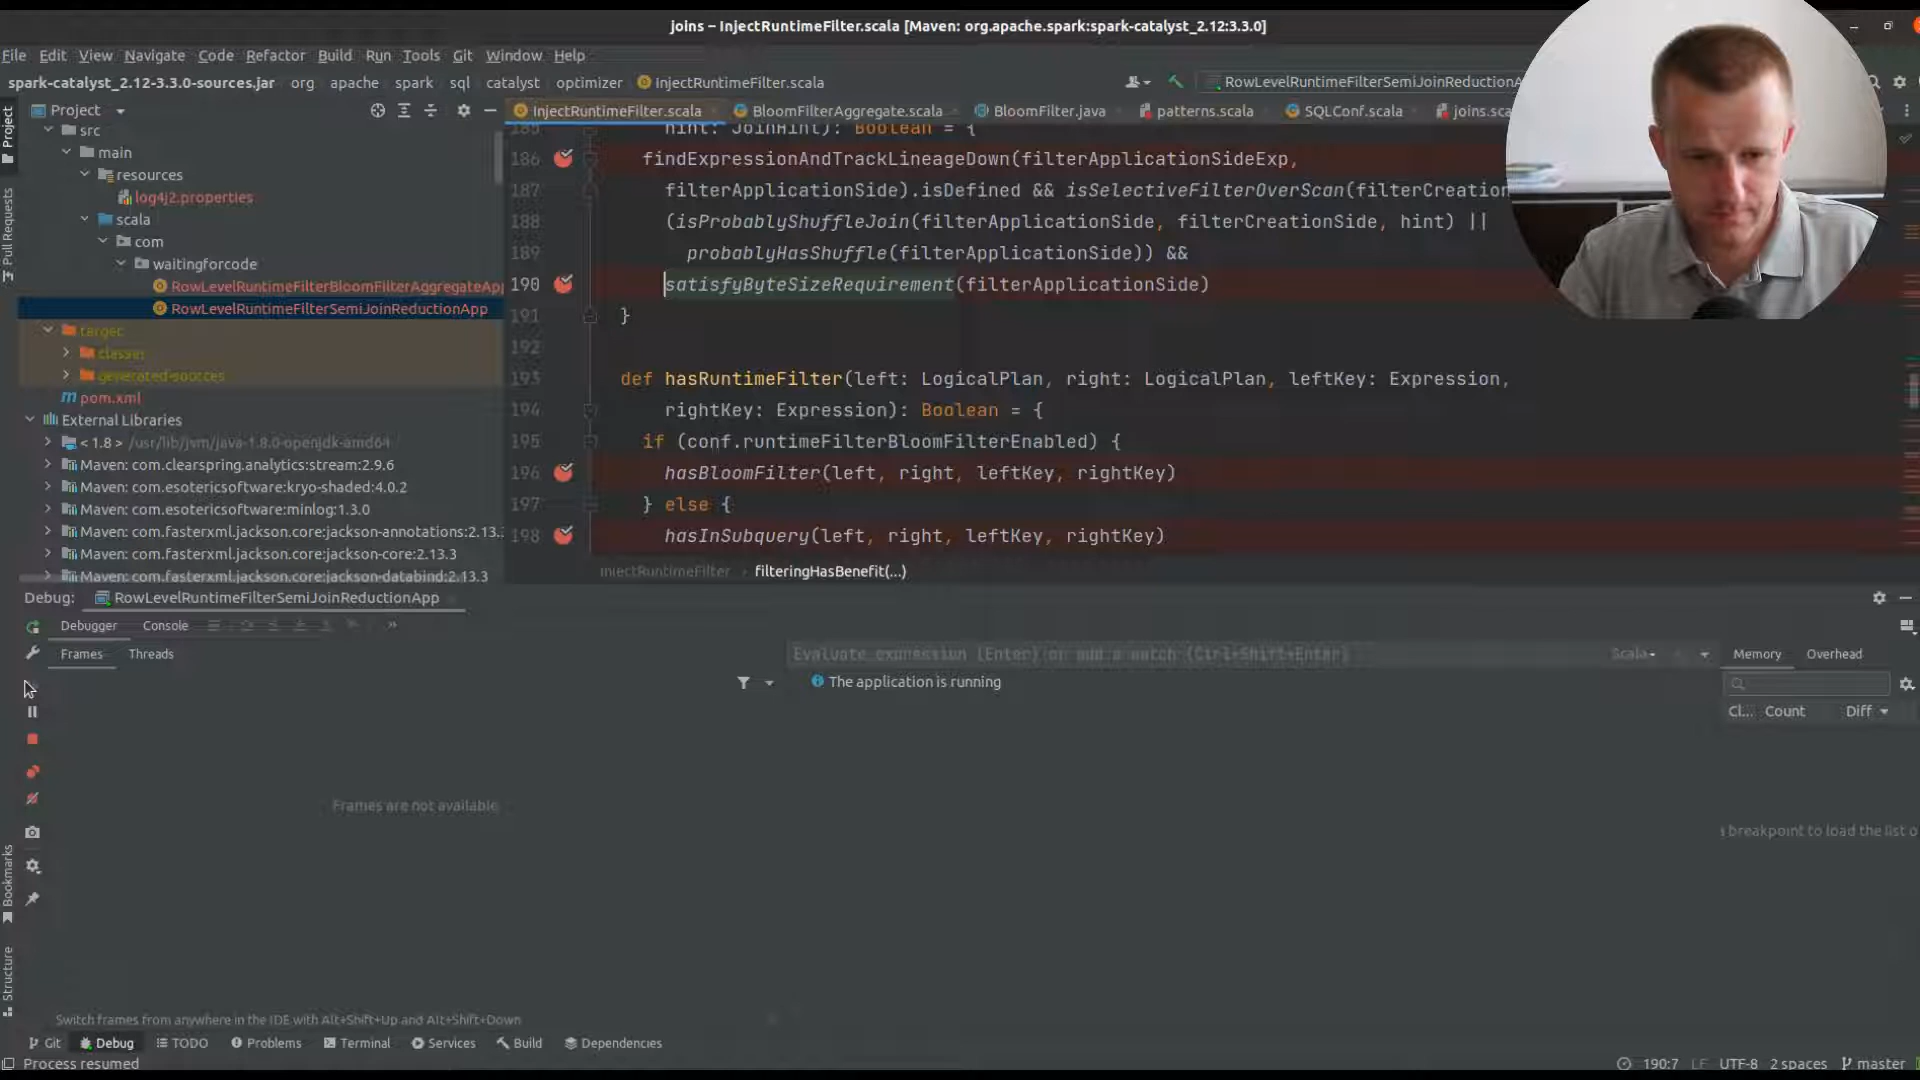 joins – InjectRuntimeFilter.scala [Maven: org.apache.spark:spark-catalyst_2.12:3.3.0]
File Edit View Navigate Code Refactor Build Run Tools Git Window Help
spark-catalyst_2.12-3.3.0-sources.jar org apache spark sql catalyst optimizer InjectRuntimeFilter.scala RowLevelRuntimeFilterSemiJoinReductionA
Project InjectRuntimeFilter.scala BloomFilterAggregate.scala BloomFilter.java patterns.scala SQLConf.scala joins.sc
Project
Pull Requests
Bookmarks
Structure
src
main
resources
log4j2.properties
scala
com
waitingforcode
RowLevelRuntimeFilterBloomFilterAggregateApp
RowLevelRuntimeFilterSemiJoinReductionApp
target
classes
generated-sources
pom.xml
External Libraries
< 1.8 > /usr/lib/jvm/java-1.8.0-openjdk-amd64
Maven: com.clearspring.analytics:stream:2.9.6
Maven: com.esotericsoftware:kryo-shaded:4.0.2
Maven: com.esotericsoftware:minlog:1.3.0
Maven: com.fasterxml.jackson.core:jackson-annotations:2.13.
Maven: com.fasterxml.jackson.core:jackson-core:2.13.3
Maven: com.fasterxml.jackson.core:jackson-databind:2.13.3
185 hint: JoinHint): Boolean = {
186 findExpressionAndTrackLineageDown(filterApplicationSideExp,
187 filterApplicationSide).isDefined && isSelectiveFilterOverScan(filterCreation
188 (isProbablyShuffleJoin(filterApplicationSide, filterCreationSide, hint) ||
189 probablyHasShuffle(filterApplicationSide)) &&
190 satisfyByteSizeRequirement(filterApplicationSide)
191 }
192
193 def hasRuntimeFilter(left: LogicalPlan, right: LogicalPlan, leftKey: Expression,
194 rightKey: Expression): Boolean = {
195 if (conf.runtimeFilterBloomFilterEnabled) {
196 hasBloomFilter(left, right, leftKey, rightKey)
197 } else {
198 hasInSubquery(left, right, leftKey, rightKey)
InjectRuntimeFilter › filteringHasBenefit(...)
Debug: RowLevelRuntimeFilterSemiJoinReductionApp
Debugger Console
Frames Threads
Evaluate expression (Enter) or add a watch (Ctrl+Shift+Enter) Scala
Memory Overhead
The application is running
Cl... Count Diff
Frames are not available
a breakpoint to load the list o
Switch frames from anywhere in the IDE with Alt+Shift+Up and Alt+Shift+Down
Git Debug TODO Problems Terminal Services Build Dependencies
Process resumed 190:7 LF UTF-8 2 spaces master